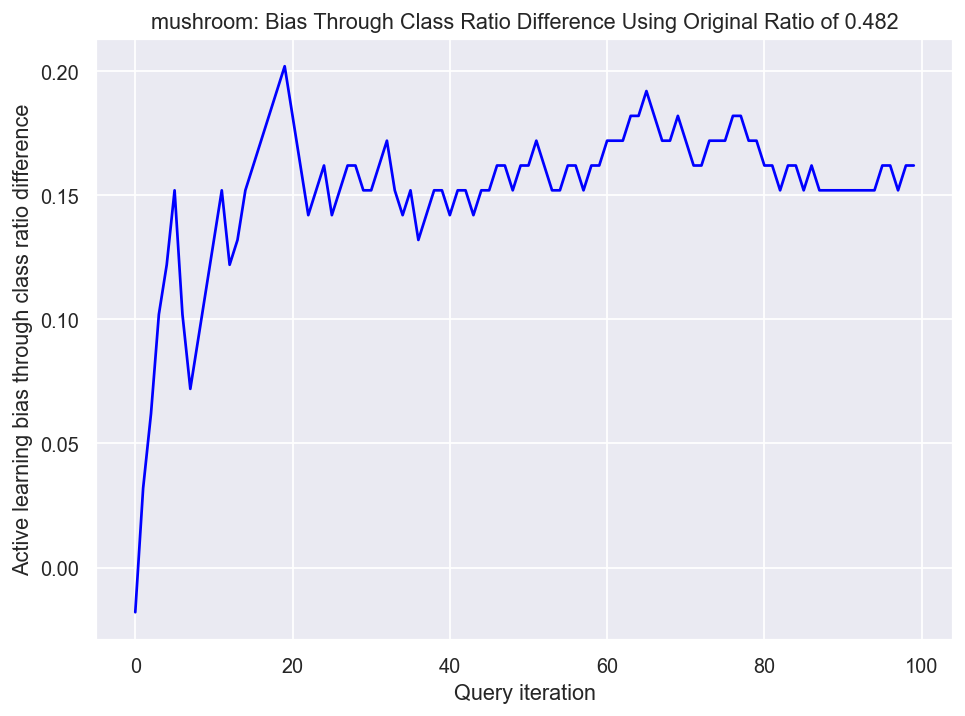 mushroom: Bias Through Class Ratio Difference Using Original Ratio of 0.482
Active learning bias through class ratio difference
0.20
0.15
0.10
0.05
0.00
0 20 40 60 80 100
Query iteration